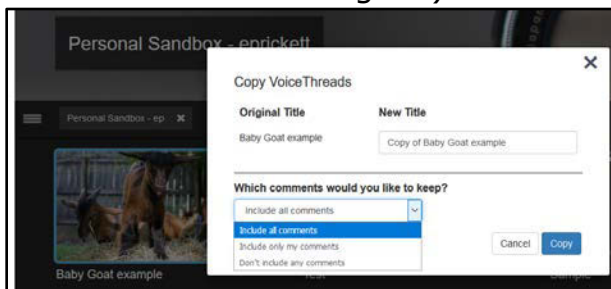 Personal Sandbox - eprickett
Copy VoiceThreads
Original Title New Title
Personal Sandbox - ep
Baby Goat example Copy of Baby Goat example
Which comments would you like to keep?
Include all comments
Include all comments
Include only my comments
Don't include any comments
Cancel Copy
Baby Goat example Test Sample